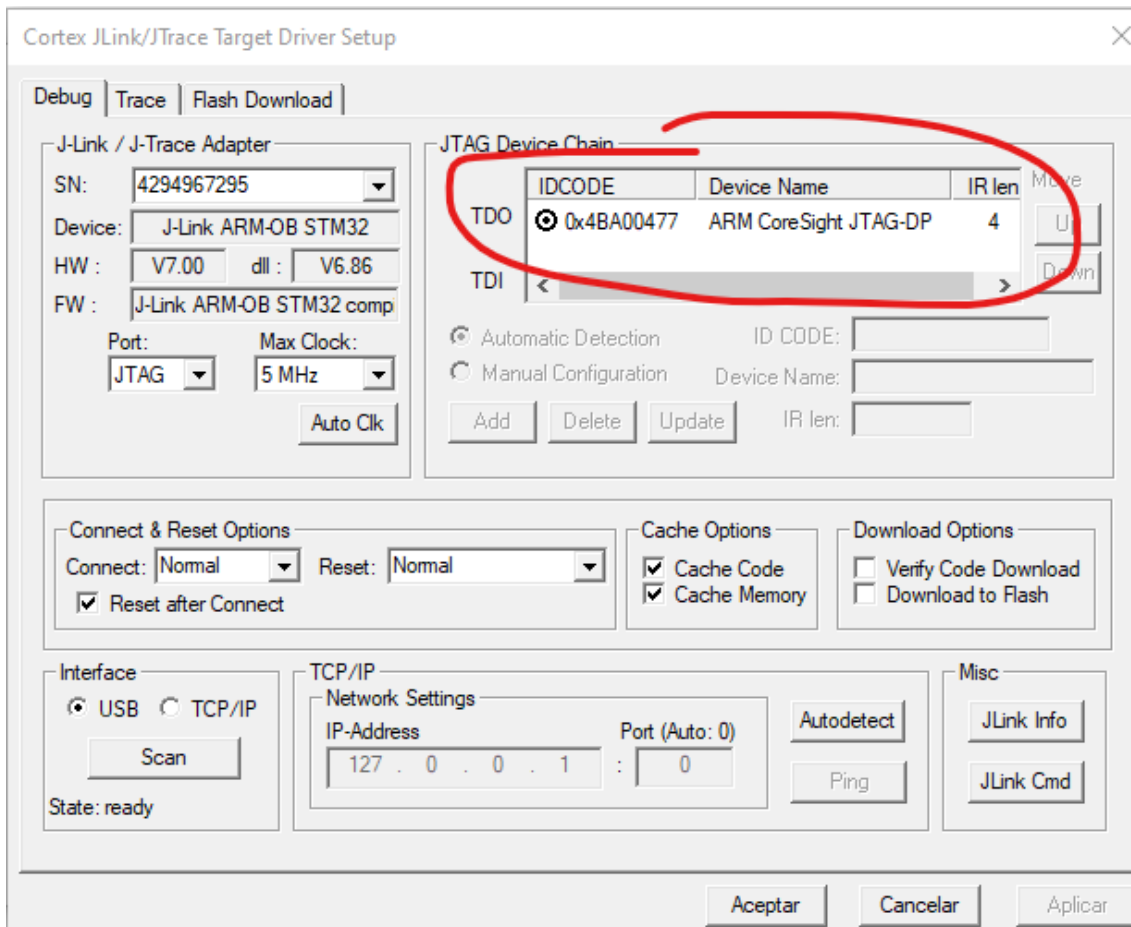 Cortex JLink/JTrace Target Driver Setup
Debug Trace Flash Download
J-Link / J-Trace Adapter
SN: 4294967295
Device: J-Link ARM-OB STM32
HW : V7.00 dll : V6.86
FW : J-Link ARM-OB STM32 compi
Port: Max Clock:
JTAG 5 MHz
Auto Clk
JTAG Device Chain
IDCODE Device Name IR len Move
TDO 0x4BA00477 ARM CoreSight JTAG-DP 4 Up
TDI Down
Automatic Detection ID CODE:
Manual Configuration Device Name:
Add Delete Update IR len:
Connect & Reset Options
Connect: Normal Reset: Normal
Reset after Connect
Cache Options
Cache Code
Cache Memory
Download Options
Verify Code Download
Download to Flash
Interface
USB TCP/IP
Scan
State: ready
TCP/IP
Network Settings
IP-Address Port (Auto: 0)
127 . 0 . 0 . 1 : 0
Autodetect
Ping
Misc
JLink Info
JLink Cmd
Aceptar Cancelar Aplicar